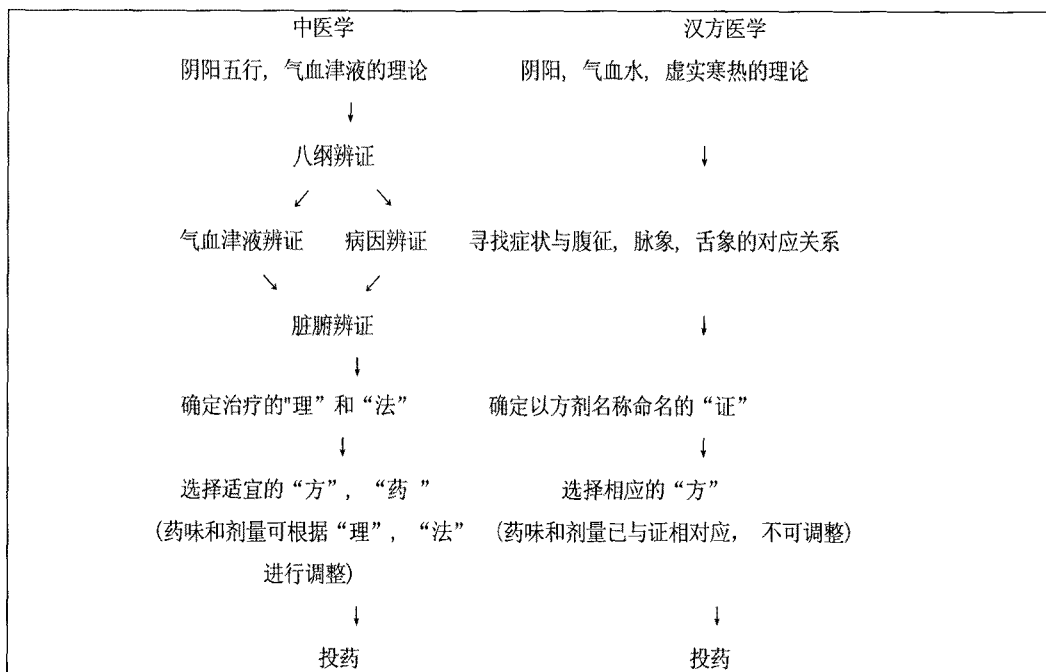 中医学 汉方医学
阴阳五行, 气血津液的理论 阴阳, 气血水, 虚实寒热的理论
↓
八纲辨证 ↓
↙ ↘
气血津液辨证 病因辨证 寻找症状与腹征, 脉象, 舌象的对应关系
↘ ↙
脏腑辨证 ↓
↓
确定治疗的"理”和“法” 确定以方剂名称命名的“证”
↓ ↓
选择适宜的“方”, “药 ” 选择相应的“方”
(药味和剂量可根据“理”, “法” (药味和剂量已与证相对应, 不可调整)
进行调整)
↓ ↓
投药 投药